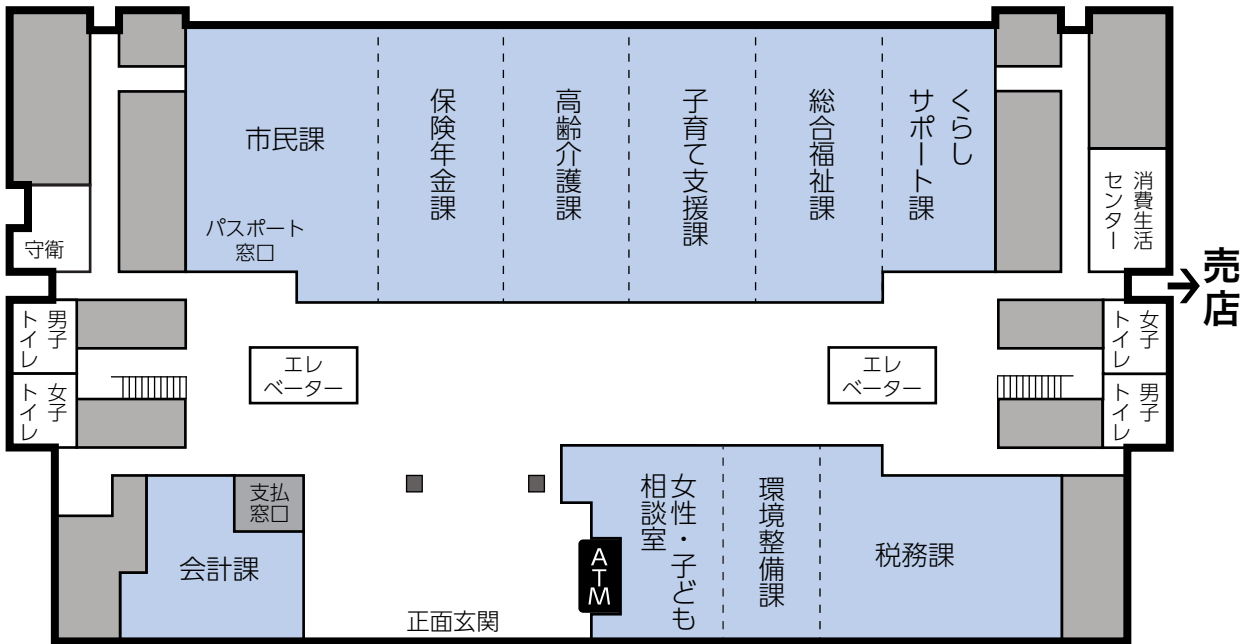 市民課
パスポート
窓口
保険年金課
高齢介護課
子育て支援課
総合福祉課
くらし
サポート課
消費生活
センター
守衛
売店
男子
トイレ
女子
トイレ
エレ
ベーター
エレ
ベーター
女子
トイレ
男子
トイレ
支払
窓口
会計課
正面玄関
ATM
女性・子ども
相談室
環境整備課
税務課